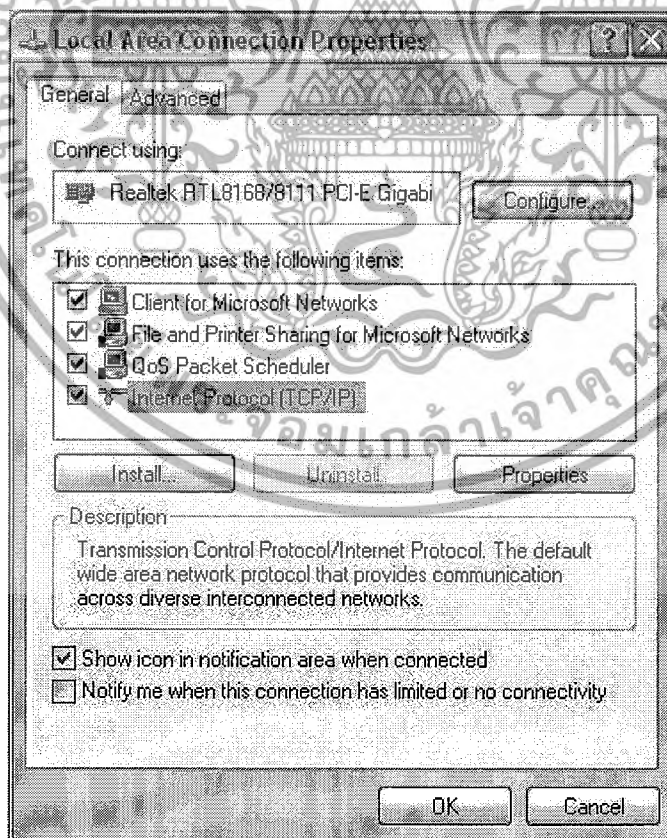 Local Area Connection Properties
General
Advanced
Connect using:
Realtek RTL8168/8111 PCI-E Gigabi
Configure...
This connection uses the following items:
Client for Microsoft Networks
File and Printer Sharing for Microsoft Networks
QoS Packet Scheduler
Internet Protocol (TCP/IP)
Install...
Uninstall
Properties
Description
Transmission Control Protocol/Internet Protocol. The default
wide area network protocol that provides communication
across diverse interconnected networks.
Show icon in notification area when connected
Notify me when this connection has limited or no connectivity
OK
Cancel